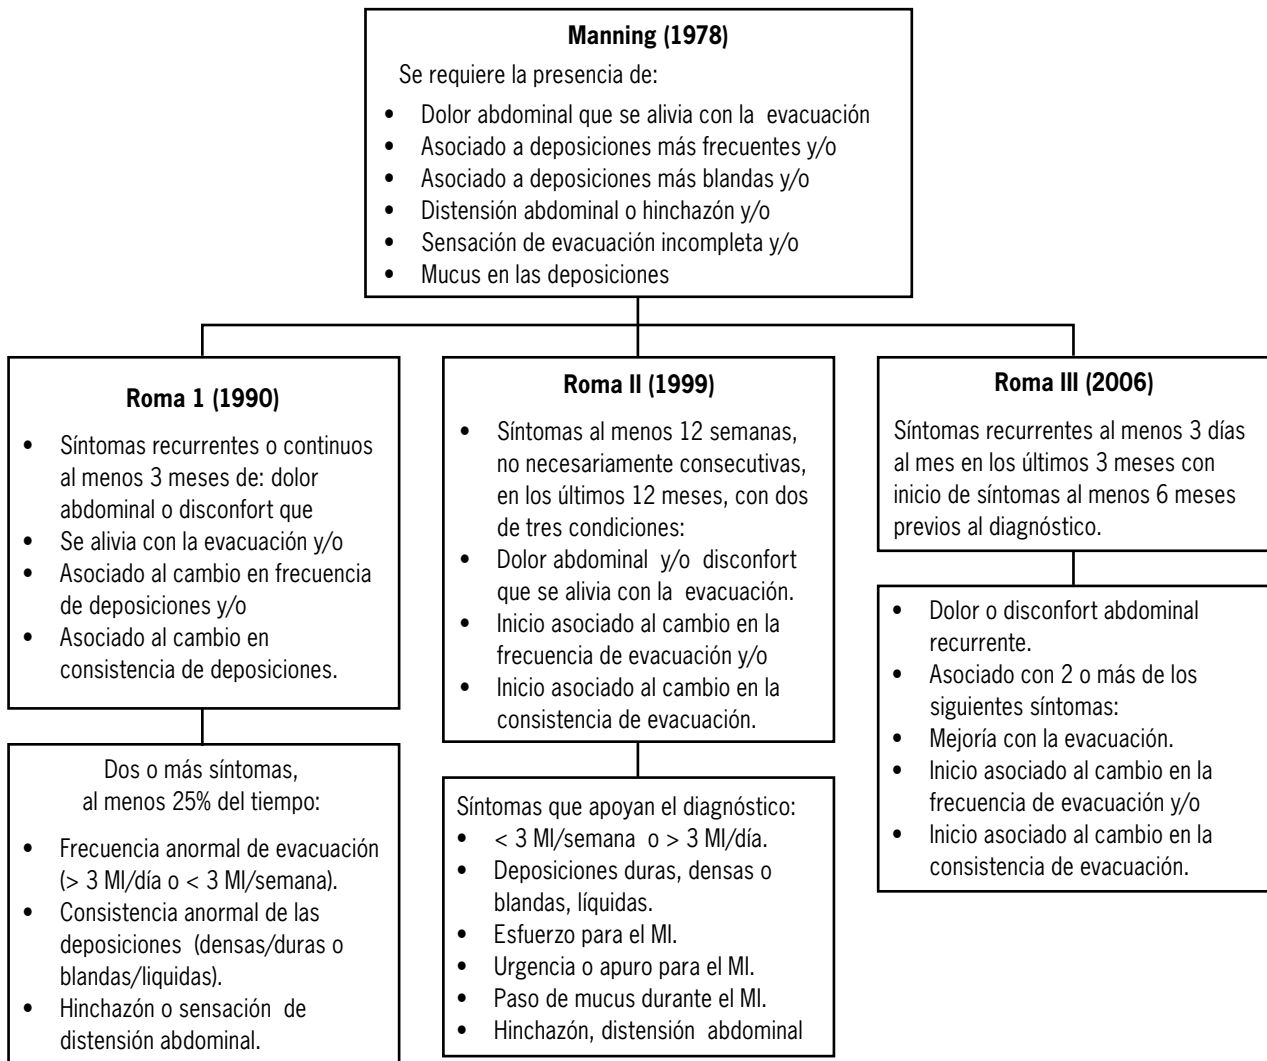 Manning (1978)
Se requiere la presencia de:
• Dolor abdominal que se alivia con la evacuación
• Asociado a deposiciones más frecuentes y/o
• Asociado a deposiciones más blandas y/o
• Distensión abdominal o hinchazón y/o
• Sensación de evacuación incompleta y/o
• Mucus en las deposiciones
Roma 1 (1990)
• Síntomas recurrentes o continuos
al menos 3 meses de: dolor
abdominal o disconfort que
• Se alivia con la evacuación y/o
• Asociado al cambio en frecuencia
de deposiciones y/o
• Asociado al cambio en
consistencia de deposiciones.
Dos o más síntomas,
al menos 25% del tiempo:
• Frecuencia anormal de evacuación
(> 3 MI/día o < 3 MI/semana).
• Consistencia anormal de las
deposiciones (densas/duras o
blandas/liquidas).
• Hinchazón o sensación de
distensión abdominal.
Roma II (1999)
• Síntomas al menos 12 semanas,
no necesariamente consecutivas,
en los últimos 12 meses, con dos
de tres condiciones:
• Dolor abdominal y/o disconfort
que se alivia con la evacuación.
• Inicio asociado al cambio en la
frecuencia de evacuación y/o
• Inicio asociado al cambio en la
consistencia de evacuación.
Síntomas que apoyan el diagnóstico:
• < 3 MI/semana o > 3 MI/día.
• Deposiciones duras, densas o
blandas, líquidas.
• Esfuerzo para el MI.
• Urgencia o apuro para el MI.
• Paso de mucus durante el MI.
• Hinchazón, distensión abdominal
Roma III (2006)
Síntomas recurrentes al menos 3 días
al mes en los últimos 3 meses con
inicio de síntomas al menos 6 meses
previos al diagnóstico.
• Dolor o disconfort abdominal
recurrente.
• Asociado con 2 o más de los
siguientes síntomas:
• Mejoría con la evacuación.
• Inicio asociado al cambio en la
frecuencia de evacuación y/o
• Inicio asociado al cambio en la
consistencia de evacuación.